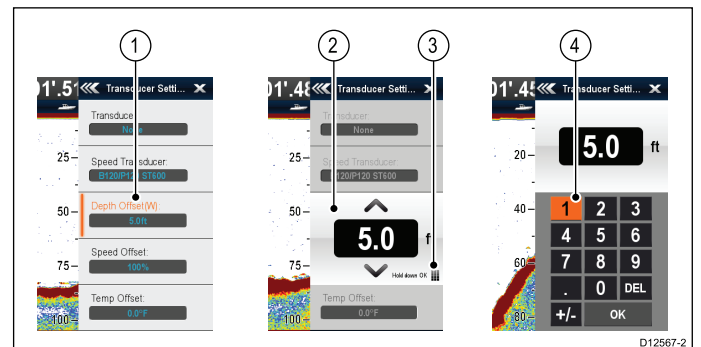 1
2
3
4
01'.51
Transducer Setti...
Transducer:
None
25
Speed Transducer:
B120/P120 ST600
50
Depth Offset(W):
5.0ft
Speed Offset:
75
100%
Temp Offset:
100
0.0°F
01'.48
Transducer Setti...
Transducer:
None
25
Speed Transducer:
B120/P120 ST600
50
5.0
f
75
Hold down OK
Temp Offset:
100
0.0°F
01'.45
Transducer Setti...
20
5.0 ft
40
1 2 3
4 5 6
60
7 8 9
. 0 DEL
80
+/- OK
D12567-2